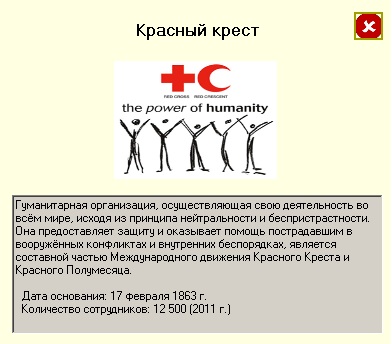 Красный крест
RED CROSS RED CRESCENT
the power of humanity
Гуманитарная организация, осуществляющая свою деятельность во
всём мире, исходя из принципа нейтральности и беспристрастности.
Она предоставляет защиту и оказывает помощь пострадавшим в
вооружённых конфликтах и внутренних беспорядках, является
составной частью Международного движения Красного Креста и
Красного Полумесяца.
Дата основания: 17 февраля 1863 г.
Количество сотрудников: 12 500 (2011 г.)